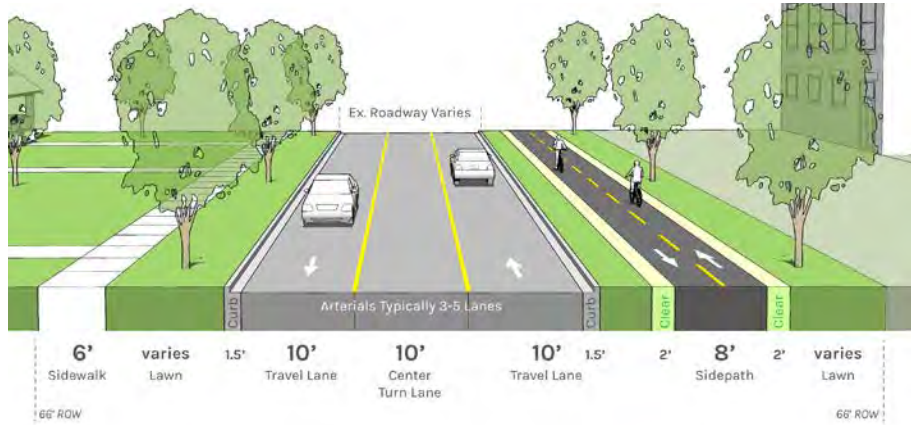 Ex. Roadway Varies
Arterials Typically 3-5 Lanes
Curb
Curb
Clear
Clear
6’ varies 1.5’ 10’ 10’ 10’ 1.5’ 2’ 8’ 2’ varies
Sidewalk Lawn Travel Lane Center Travel Lane Sidepath Lawn
Turn Lane
66' ROW 66' ROW